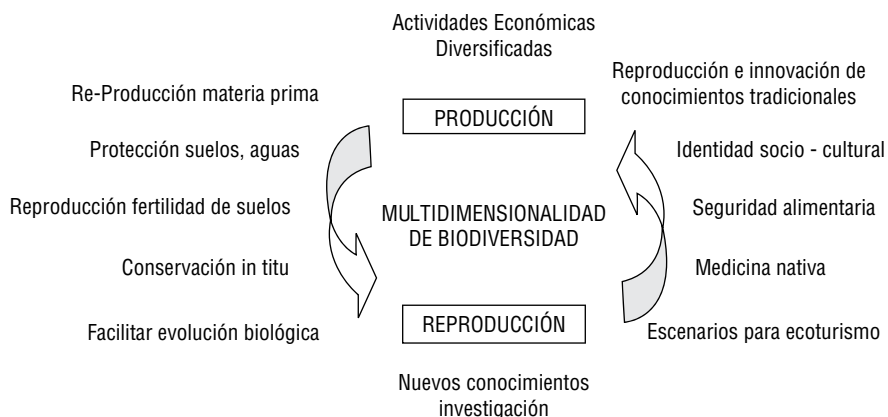 Actividades Económicas
Diversificadas
Re-Producción materia prima
Protección suelos, aguas
Reproducción fertilidad de suelos
Conservación in titu
Facilitar evolución biológica
PRODUCCIÓN
MULTIDIMENSIONALIDAD
DE BIODIVERSIDAD
REPRODUCCIÓN
Reproducción e innovación de
conocimientos tradicionales
Identidad socio - cultural
Seguridad alimentaria
Medicina nativa
Escenarios para ecoturismo
Nuevos conocimientos
investigación